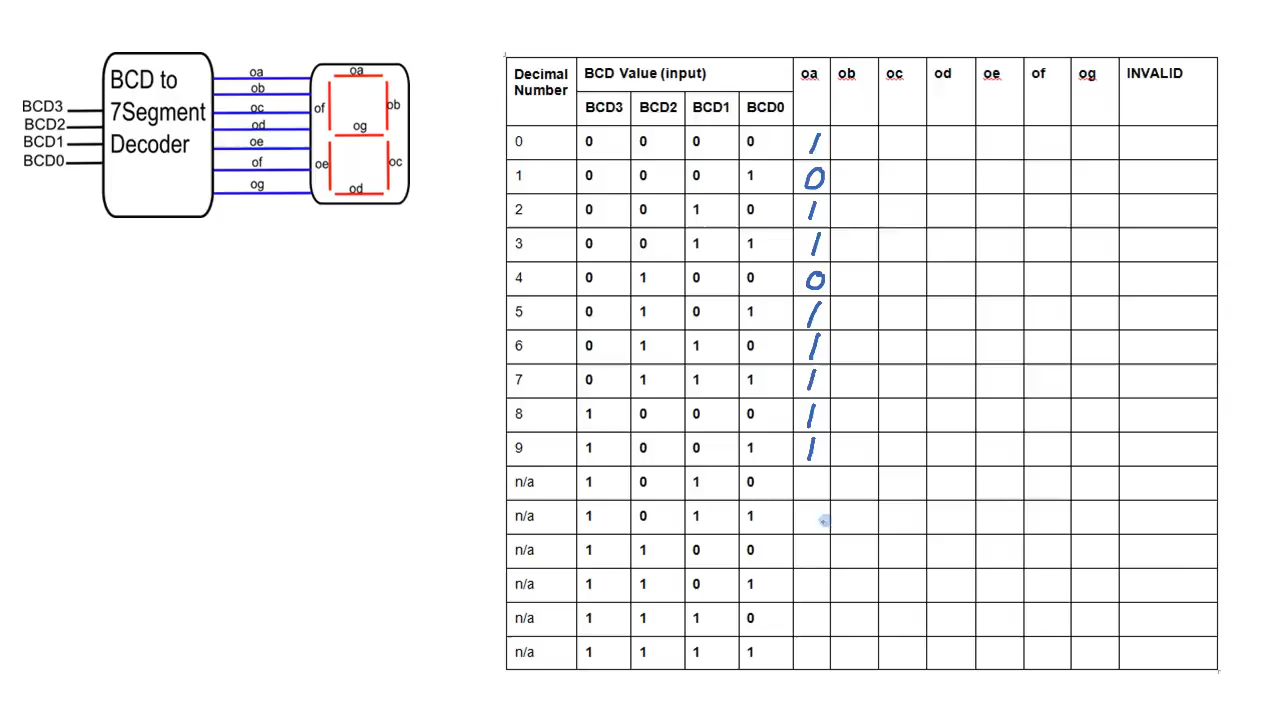 BCD to
7Segment
Decoder
BCD3
BCD2
BCD1
BCD0
oa
ob
oc
od
oe
of
og
oa
of
ob
og
oe
oc
od
Decimal Number BCD Value (input) oa ob oc od oe of og INVALID
BCD3 BCD2 BCD1 BCD0
0 0 0 0 0 1
1 0 0 0 1 0
2 0 0 1 0 1
3 0 0 1 1 1
4 0 1 0 0 0
5 0 1 0 1 1
6 0 1 1 0 1
7 0 1 1 1 1
8 1 0 0 0 1
9 1 0 0 1 1
n/a 1 0 1 0
n/a 1 0 1 1
n/a 1 1 0 0
n/a 1 1 0 1
n/a 1 1 1 0
n/a 1 1 1 1